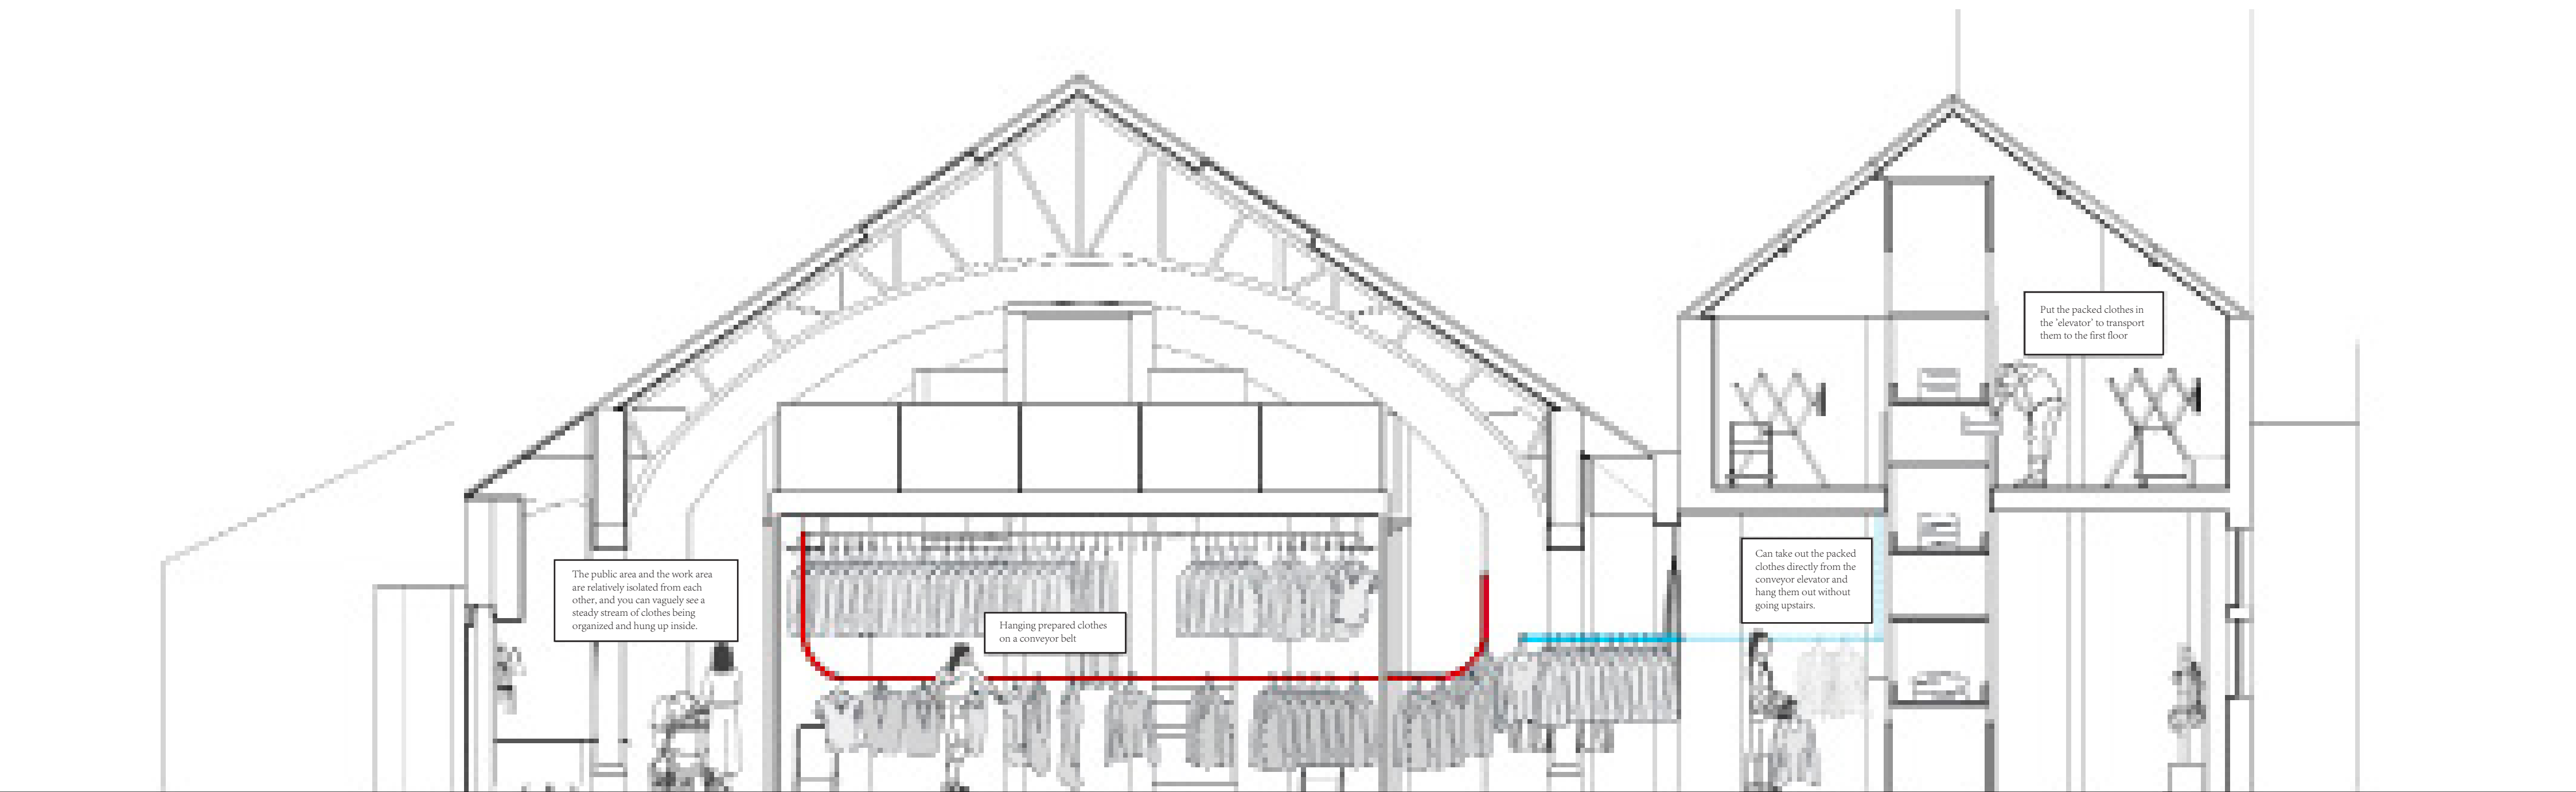 Put the packed clothes in
the 'elevator' to transport
them to the first floor
Can take out the packed
clothes directly from the
conveyor elevator and
hang them out without
going upstairs.
The public area and the work area
are relatively isolated from each
other, and you can vaguely see a
steady stream of clothes being
organized and hung up inside.
Hanging prepared clothes
on a conveyor belt